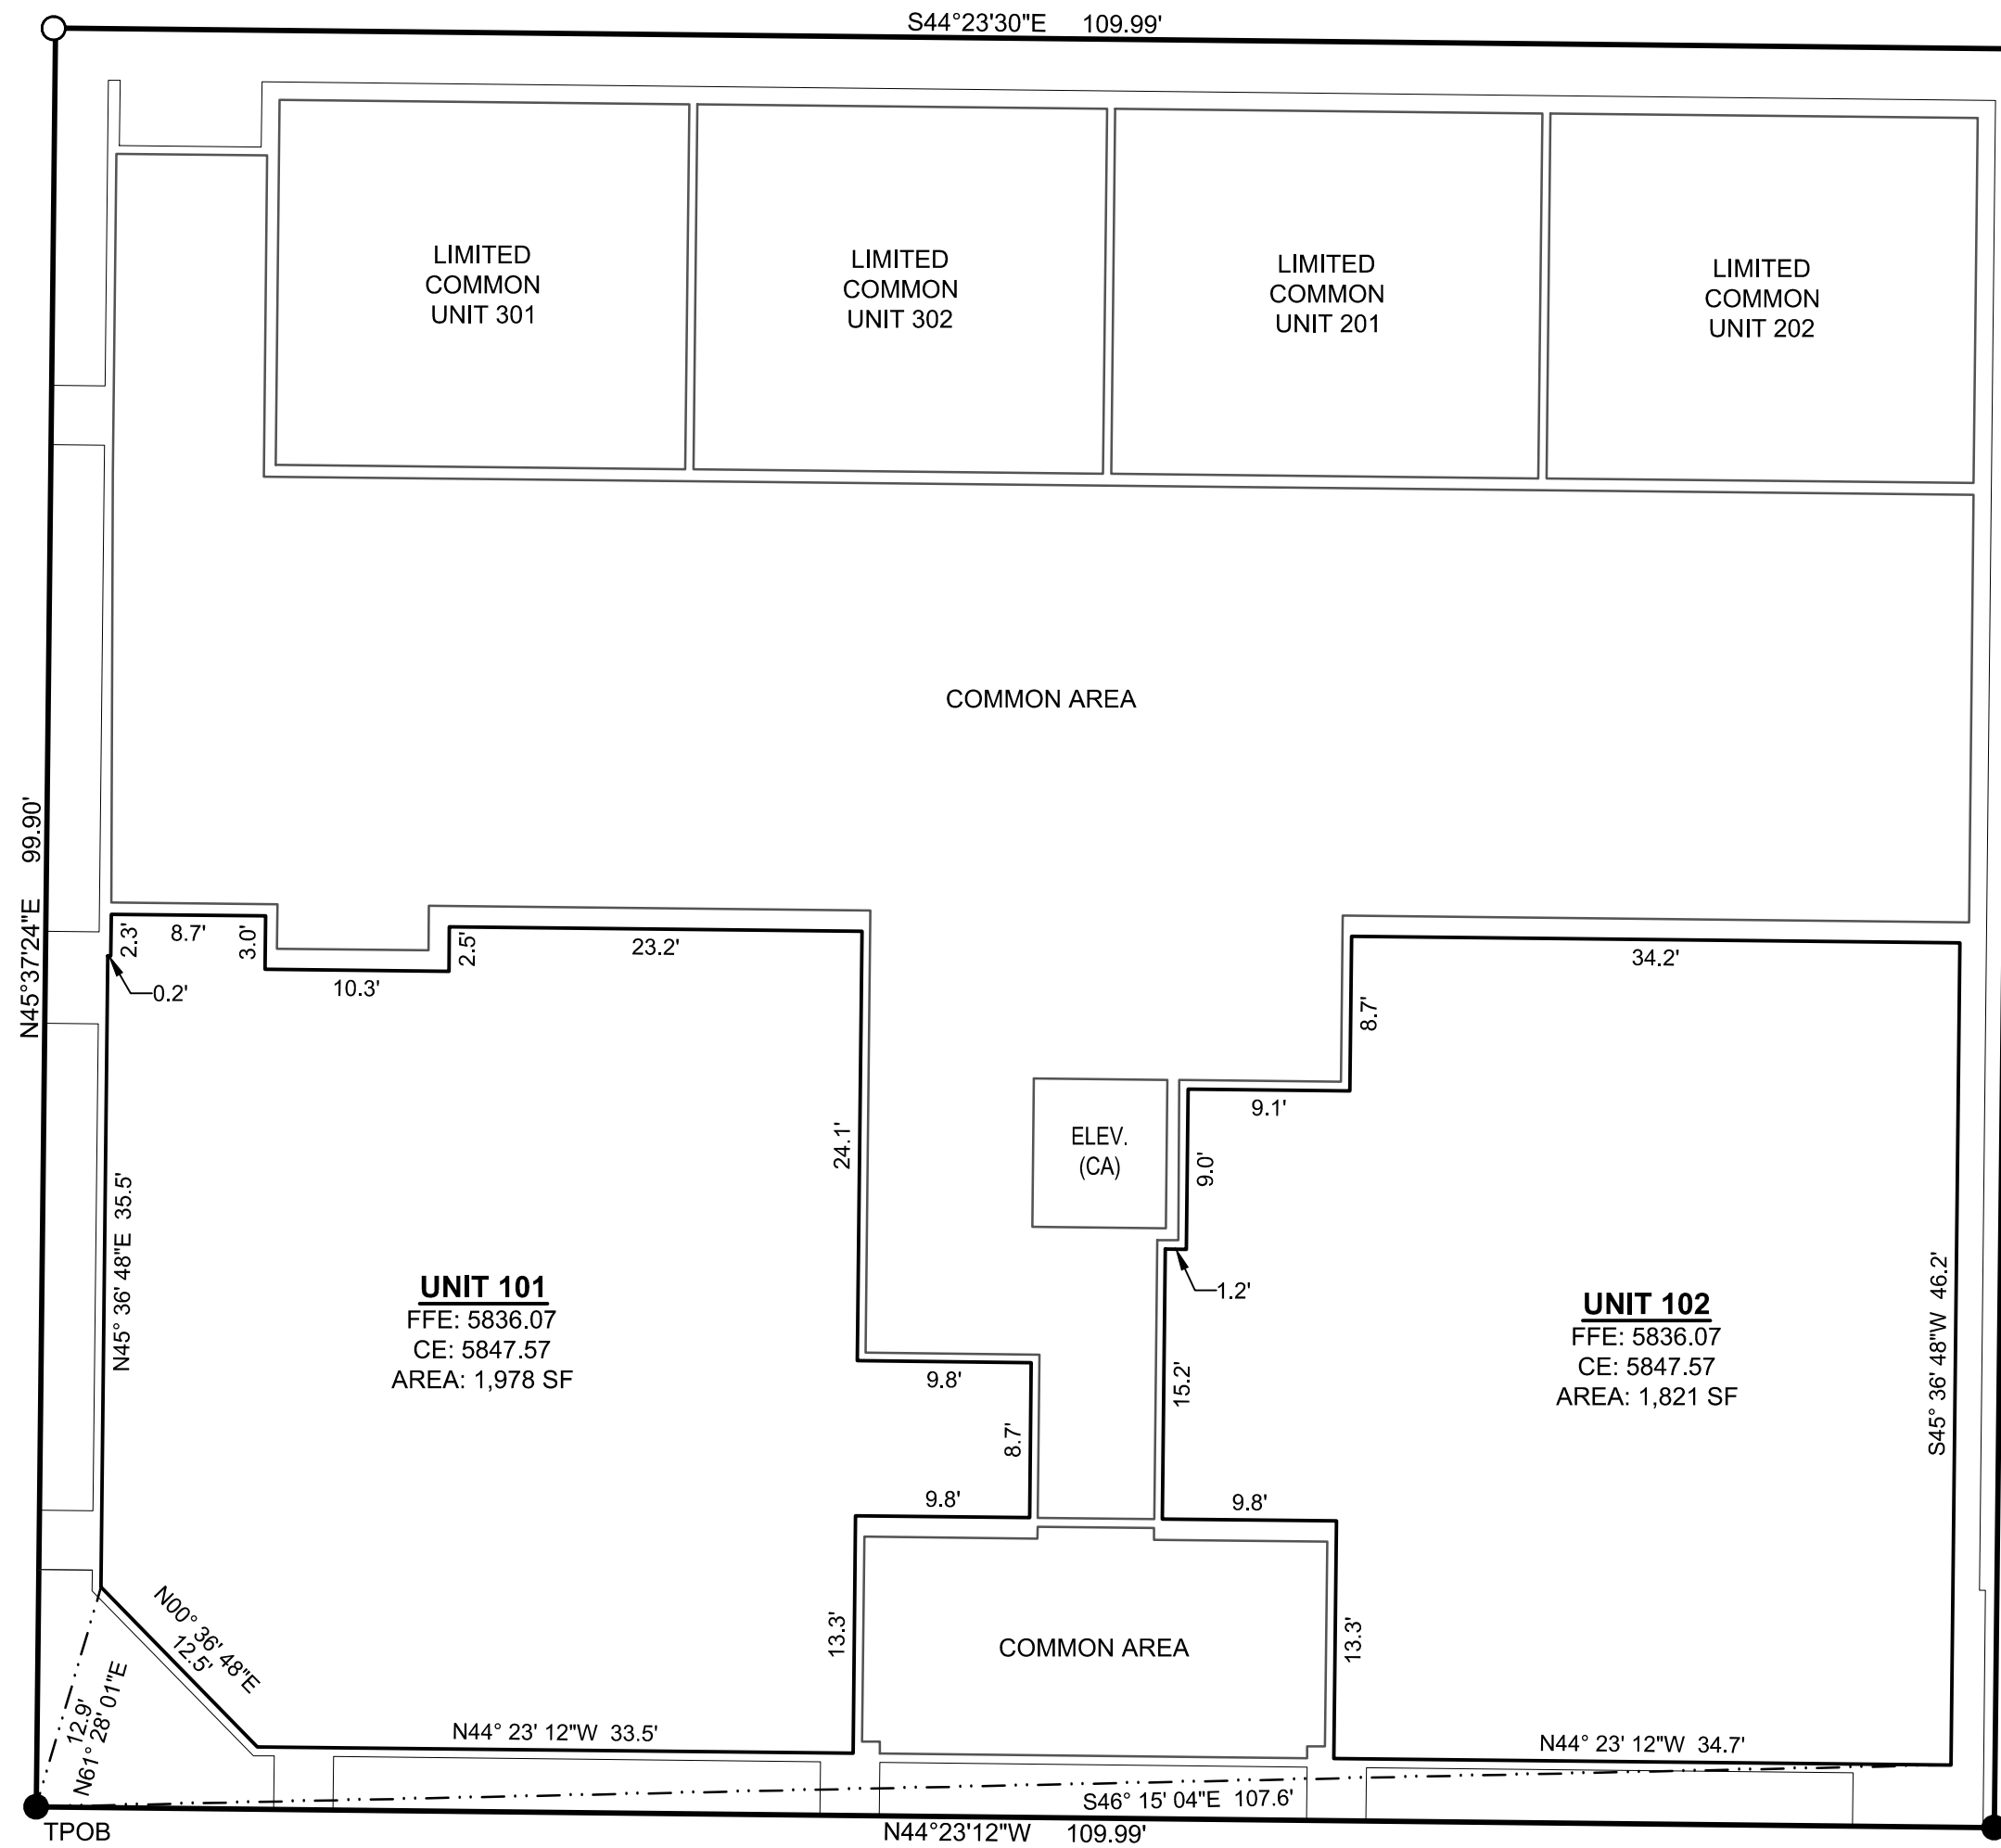 S44°23'30"E 109.99'
LIMITED
COMMON
UNIT 301
LIMITED
COMMON
UNIT 302
LIMITED
COMMON
UNIT 201
LIMITED
COMMON
UNIT 202
COMMON AREA
N45°37'24"E 99.90'
2.3'
8.7'
3.0'
0.2'
10.3'
2.5'
23.2'
34.2'
8.7'
9.1'
ELEV.
(CA)
9.0'
24.1'
1.2'
N45° 36' 48"E 35.5'
UNIT 101
FFE: 5836.07
CE: 5847.57
AREA: 1,978 SF
UNIT 102
FFE: 5836.07
CE: 5847.57
AREA: 1,821 SF
S45° 36' 48"W 46.2'
9.8'
15.2'
8.7'
9.8'
9.8'
13.3'
COMMON AREA
13.3'
N00° 36' 48"E
12.5'
12.9'
N61° 28' 01"E
N44° 23' 12"W 33.5'
N44° 23' 12"W 34.7'
S46° 15' 04"E 107.6'
TPOB
N44°23'12"W 109.99'